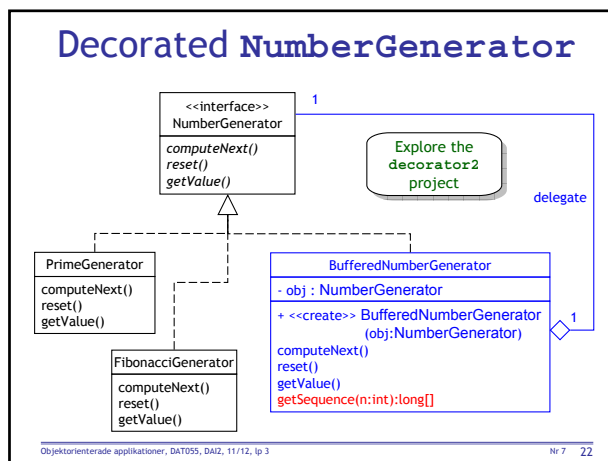 Decorated NumberGenerator
<<interface>>
NumberGenerator
computeNext()
reset()
getValue()
1
Explore the
decorator2
project
delegate
PrimeGenerator
computeNext()
reset()
getValue()
FibonacciGenerator
computeNext()
reset()
getValue()
BufferedNumberGenerator
- obj : NumberGenerator
+ <<create>> BufferedNumberGenerator
(obj:NumberGenerator)
computeNext()
reset()
getValue()
getSequence(n:int):long[]
1
Objektorienterade applikationer, DAT055, DAI2, 11/12, lp 3
Nr 7 22